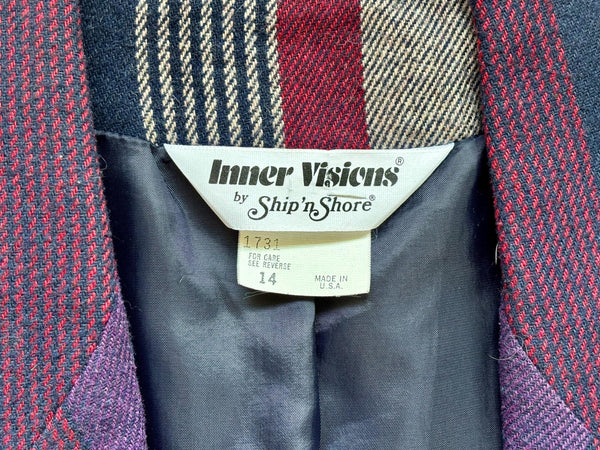 Inner Visions®
by Ship'n Shore®
1731
FOR CARE
SEE REVERSE
14
MADE IN
U.S.A.